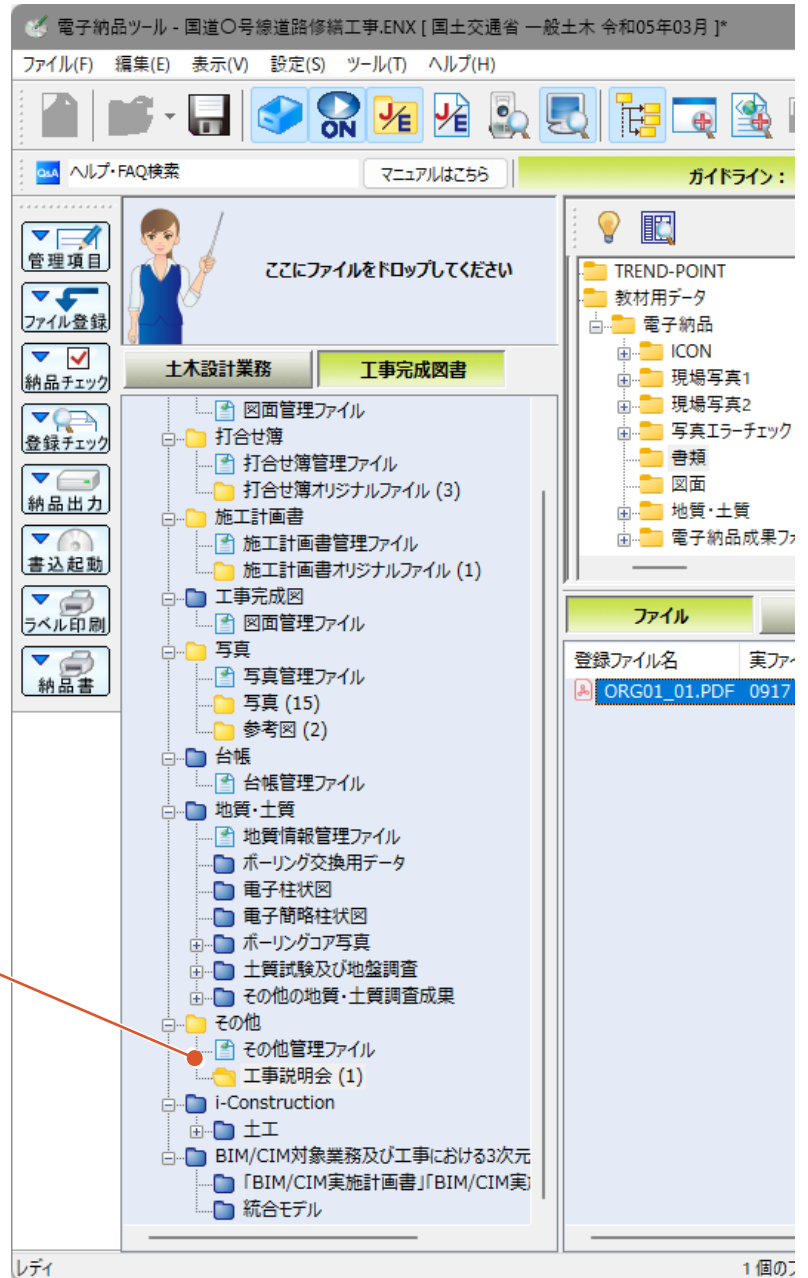 電子納品ツール - 国道〇号線道路修繕工事.ENX [ 国土交通省 一般土木 令和05年03月 ]*
ファイル(F) 編集(E) 表示(V) 設定(S) ツール(T) ヘルプ(H)
ON J/E J/E
Q&A ヘルプ・FAQ検索 マニュアルはこちら ガイドライン：
管理項目
ファイル登録
納品チェック
登録チェック
納品出力
書込起動
ラベル印刷
納品書
ここにファイルをドロップしてください
土木設計業務 工事完成図書
図面管理ファイル
打合せ簿
打合せ簿管理ファイル
打合せ簿オリジナルファイル (3)
施工計画書
施工計画書管理ファイル
施工計画書オリジナルファイル (1)
工事完成図
図面管理ファイル
写真
写真管理ファイル
写真 (15)
参考図 (2)
台帳
台帳管理ファイル
地質・土質
地質情報管理ファイル
ボーリング交換用データ
電子柱状図
電子簡略柱状図
ボーリングコア写真
土質試験及び地盤調査
その他の地質・土質調査成果
その他
その他管理ファイル
工事説明会 (1)
i-Construction
土工
BIM/CIM対象業務及び工事における3次元
「BIM/CIM実施計画書」「BIM/CIM実
統合モデル
TREND-POINT
教材用データ
電子納品
ICON
現場写真1
現場写真2
写真エラーチェック
書類
図面
地質・土質
電子納品成果フォ
ファイル
登録ファイル名 実ファイ
ORG01_01.PDF 0917
レディ 1 個のフ